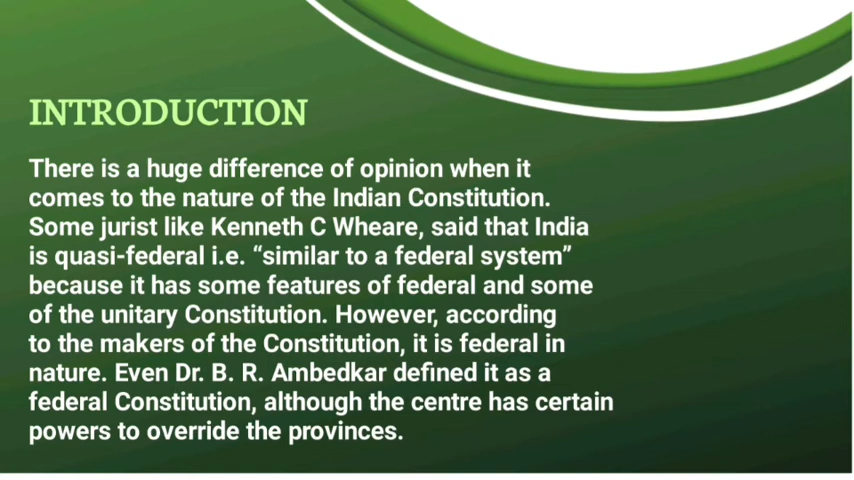 INTRODUCTION
There is a huge difference of opinion when it
comes to the nature of the Indian Constitution.
Some jurist like Kenneth C Wheare, said that India
is quasi-federal i.e. “similar to a federal system”
because it has some features of federal and some
of the unitary Constitution. However, according
to the makers of the Constitution, it is federal in
nature. Even Dr. B. R. Ambedkar defined it as a
federal Constitution, although the centre has certain
powers to override the provinces.